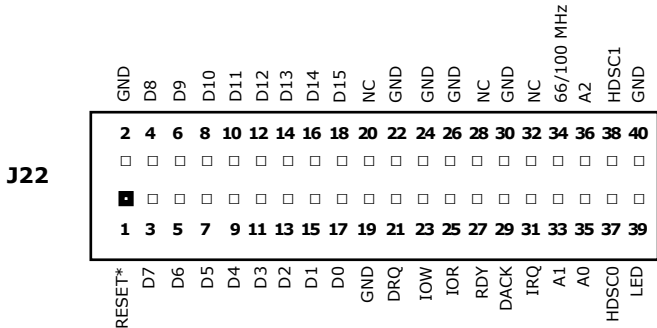 GND D8 D9 D10 D11 D12 D13 D14 D15 NC GND GND GND NC GND NC 66/100 MHz A2 HDSC1 GND
2 4 6 8 10 12 14 16 18 20 22 24 26 28 30 32 34 36 38 40
J22
1 3 5 7 9 11 13 15 17 19 21 23 25 27 29 31 33 35 37 39
RESET* D7 D6 D5 D4 D3 D2 D1 D0 GND DRQ IOW IOR RDY DACK IRQ A1 A0 HDSC0 LED